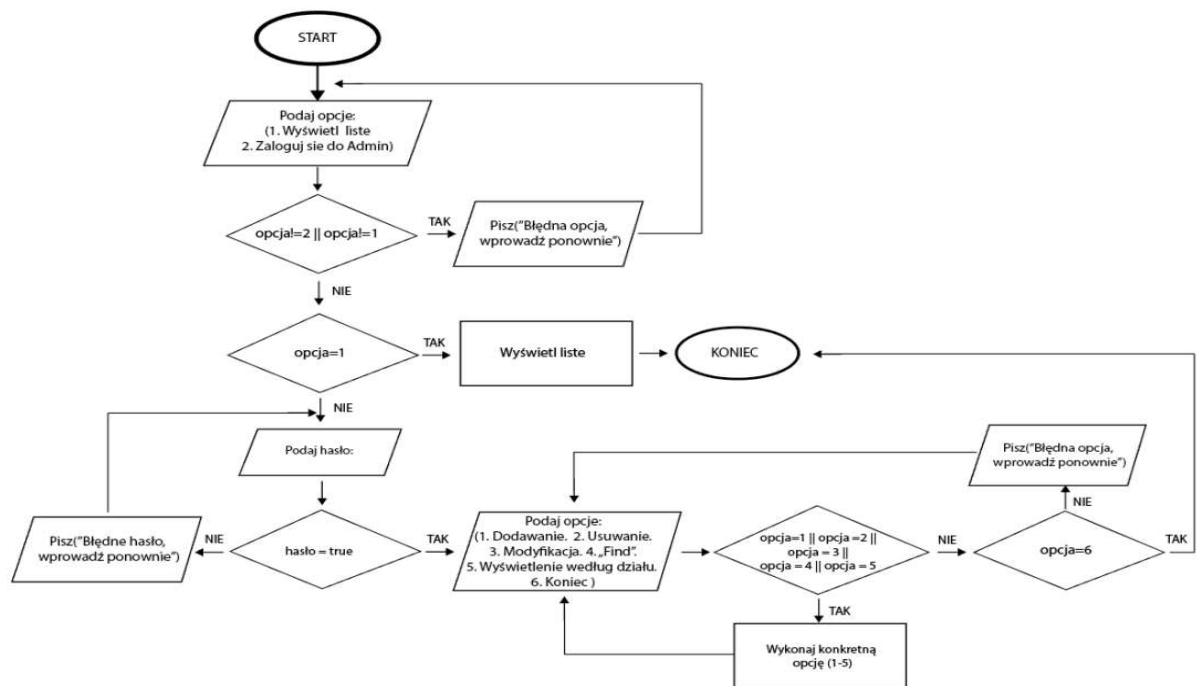 START
Podaj opcje:
(1. Wyświetl liste
2. Zaloguj sie do Admin)
opcja!=2 || opcja!=1
TAK
Pisz("Błędna opcja,
wprowadź ponownie")
NIE
opcja=1
TAK
Wyświetl liste
KONIEC
NIE
Podaj hasło:
hasło = true
NIE
Pisz("Błędne hasło,
wprowadź ponownie")
TAK
Podaj opcje:
(1. Dodawanie. 2. Usuwanie.
3. Modyfikacja. 4. „Find".
5. Wyświetlenie według działu.
6. Koniec )
opcja=1 || opcja =2 ||
opcja = 3 ||
opcja = 4 || opcja = 5
TAK
Wykonaj konkretną
opcję (1-5)
NIE
opcja=6
NIE
Pisz("Błędna opcja,
wprowadź ponownie")
TAK